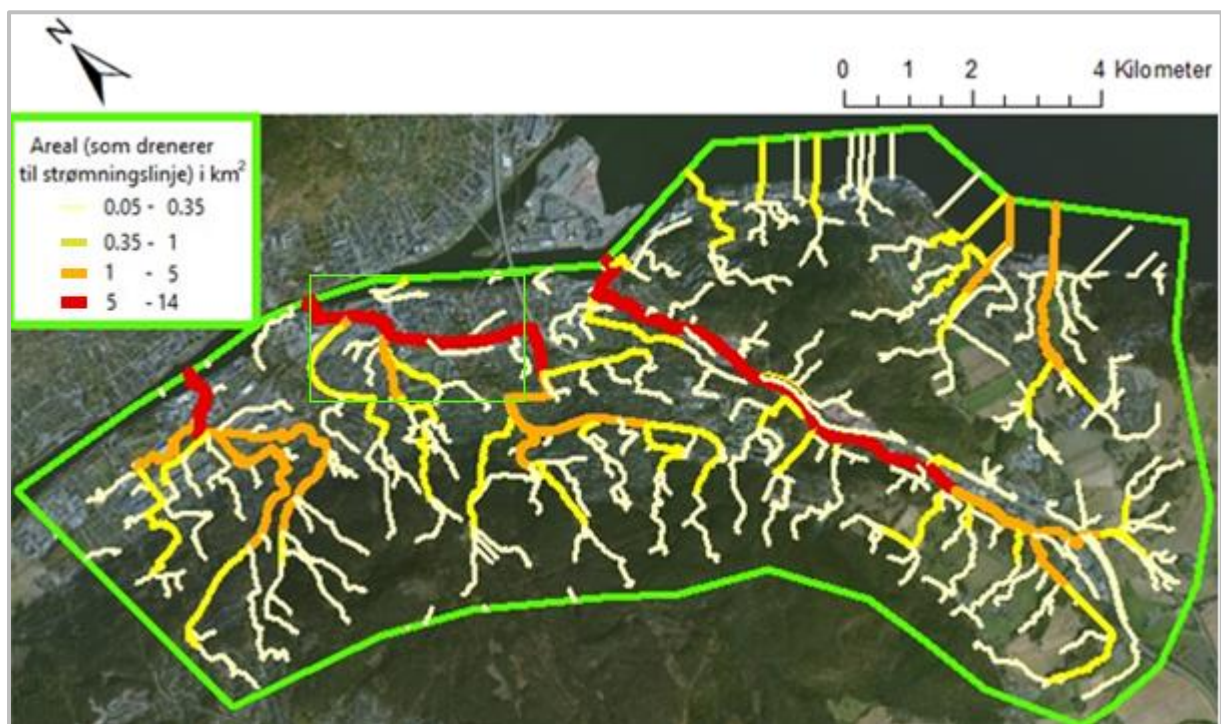 N
0 1 2 4 Kilometer
Areal (som drenerer
til strømningslinje) i km²
0.05 - 0.35
0.35 - 1
1 - 5
5 - 14